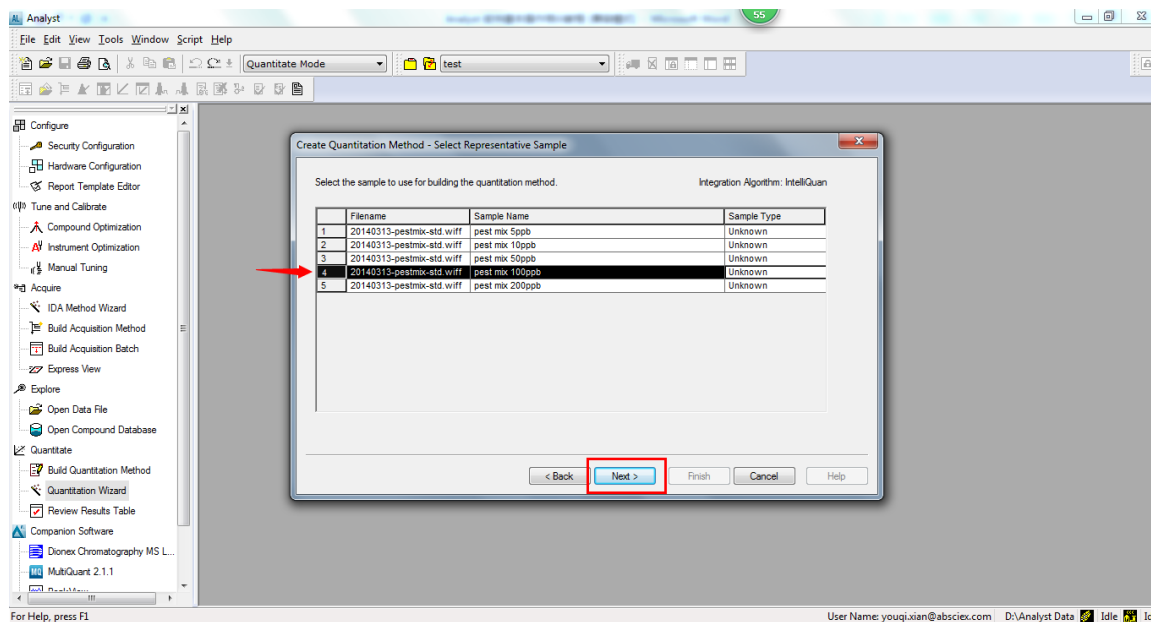 Analyst
55
File Edit View Tools Window Script Help
Quantitate Mode
test
Configure
Security Configuration
Hardware Configuration
Report Template Editor
Tune and Calibrate
Compound Optimization
Instrument Optimization
Manual Tuning
Acquire
IDA Method Wizard
Build Acquisition Method
Build Acquisition Batch
Express View
Explore
Open Data File
Open Compound Database
Quantitate
Build Quantitation Method
Quantitation Wizard
Review Results Table
Companion Software
Dionex Chromatography MS L...
MultiQuant 2.1.1
Create Quantitation Method - Select Representative Sample
Select the sample to use for building the quantitation method. Integration Algorithm: IntelliQuan
Filename Sample Name Sample Type
1 20140313-pestmix-std.wiff pest mix 5ppb Unknown
2 20140313-pestmix-std.wiff pest mix 10ppb Unknown
3 20140313-pestmix-std.wiff pest mix 50ppb Unknown
4 20140313-pestmix-std.wiff pest mix 100ppb Unknown
5 20140313-pestmix-std.wiff pest mix 200ppb Unknown
< Back Next > Finish Cancel Help
For Help, press F1 User Name: youqi.xian@absciex.com D:\Analyst Data Idle